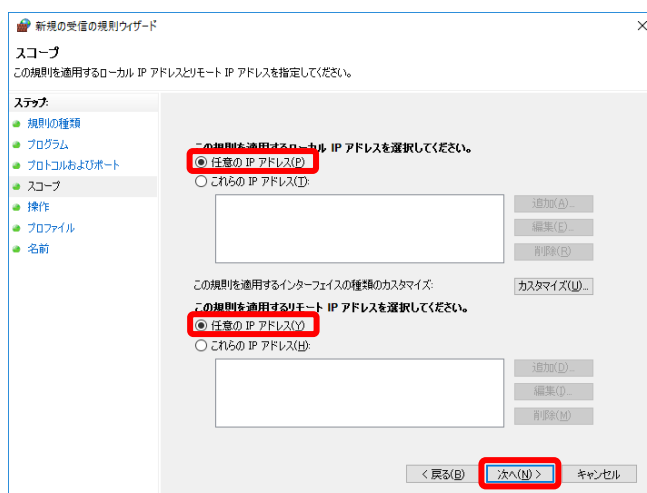 新規の受信の規則ウィザード
スコープ
この規則を適用するローカル IP アドレスとリモート IP アドレスを指定してください。
ステップ:
規則の種類
プログラム
プロトコルおよびポート
スコープ
操作
プロファイル
名前
この規則を適用するローカル IP アドレスを選択してください。
任意の IP アドレス(P)
これらの IP アドレス(T):
追加(A)...
編集(E)...
削除(R)
この規則を適用するインターフェイスの種類のカスタマイズ:
カスタマイズ(U)...
この規則を適用するリモート IP アドレスを選択してください。
任意の IP アドレス(Y)
これらの IP アドレス(H):
追加(D)...
編集(I)...
削除(M)
< 戻る(B)
次へ(N) >
キャンセル